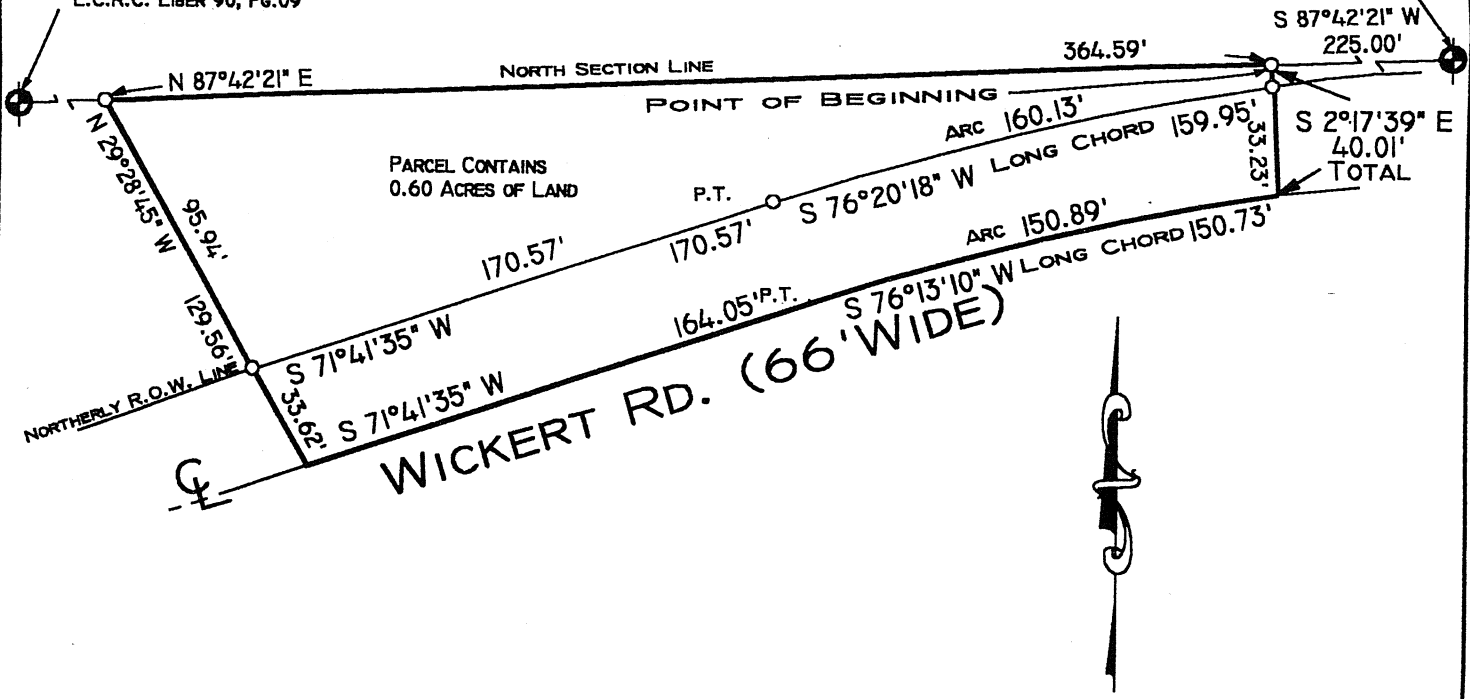 L.C.R.C. LIBER 90, PG.09
S 87°42'21" W
225.00'
364.59'
NORTH SECTION LINE
N 87°42'21" E
POINT OF BEGINNING
ARC 160.13'
LONG CHORD 159.95'
S 76°20'18" W
33.23'
S 2°17'39" E
40.01'
TOTAL
PARCEL CONTAINS
0.60 ACRES OF LAND
P.T.
N 29°28'45" W
95.94'
129.56'
170.57'
170.57'
ARC 150.89'
S 76°13'10" W LONG CHORD 150.73'
164.05' P.T.
S 71°41'35" W
NORTHERLY R.O.W. LINE
33.62'
S 71°41'35" W
WICKERT RD. (66' WIDE)
CL